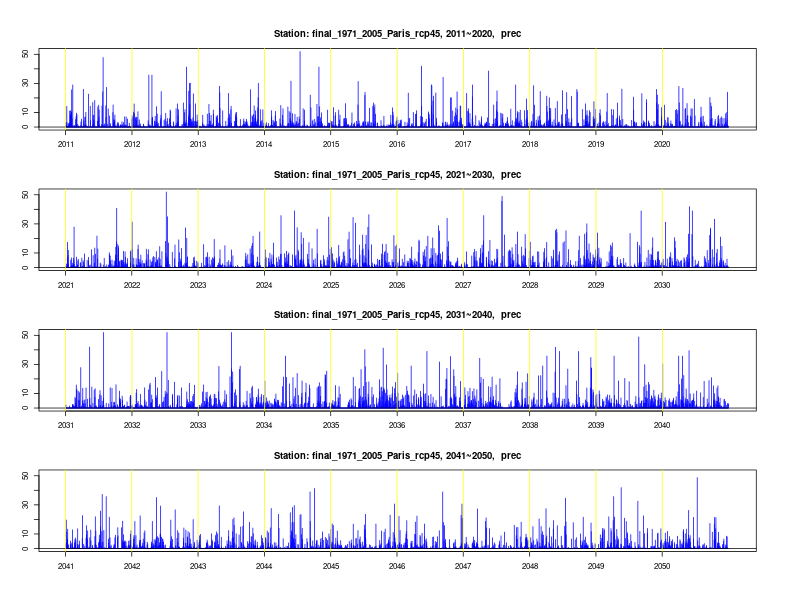 Station: final_1971_2005_Paris_rcp45, 2011~2020, prec
50
30
10
0
2011 2012 2013 2014 2015 2016 2017 2018 2019 2020
Station: final_1971_2005_Paris_rcp45, 2021~2030, prec
50
30
10
0
2021 2022 2023 2024 2025 2026 2027 2028 2029 2030
Station: final_1971_2005_Paris_rcp45, 2031~2040, prec
50
30
10
0
2031 2032 2033 2034 2035 2036 2037 2038 2039 2040
Station: final_1971_2005_Paris_rcp45, 2041~2050, prec
50
30
10
0
2041 2042 2043 2044 2045 2046 2047 2048 2049 2050